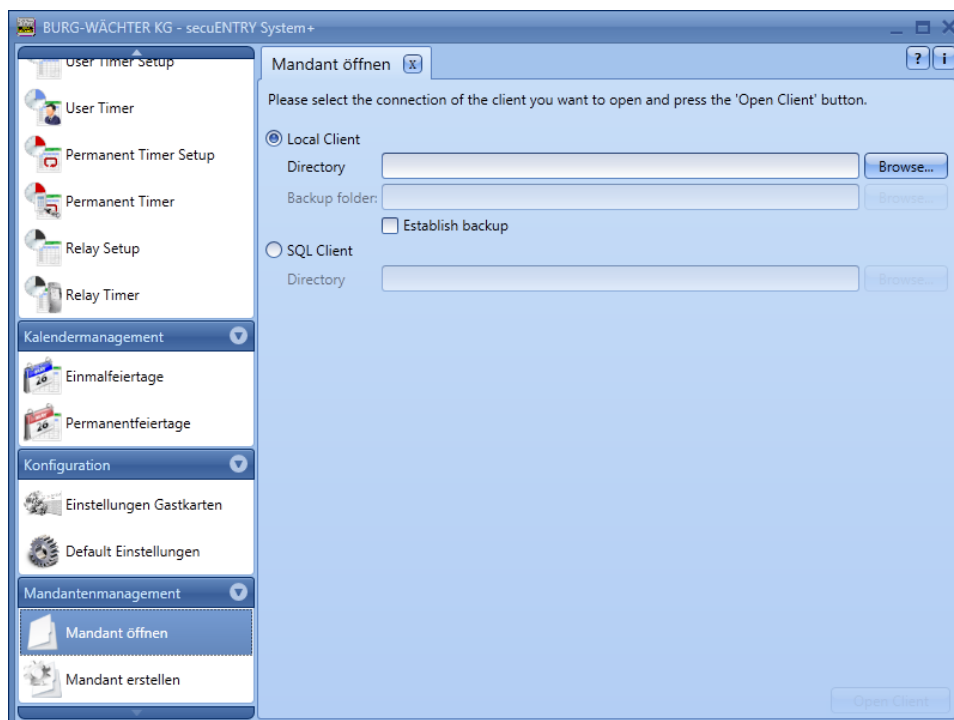 BURG-WÄCHTER KG - secuENTRY System+
User Timer Setup
User Timer
Permanent Timer Setup
Permanent Timer
Relay Setup
Relay Timer
Kalendermanagement
Einmalfeiertage
Permanentfeiertage
Konfiguration
Einstellungen Gastkarten
Default Einstellungen
Mandantenmanagement
Mandant öffnen
Mandant erstellen
Mandant öffnen x
? i
Please select the connection of the client you want to open and press the 'Open Client' button.
Local Client
Directory Browse...
Backup folder: Browse...
Establish backup
SQL Client
Directory Browse...
Open Client